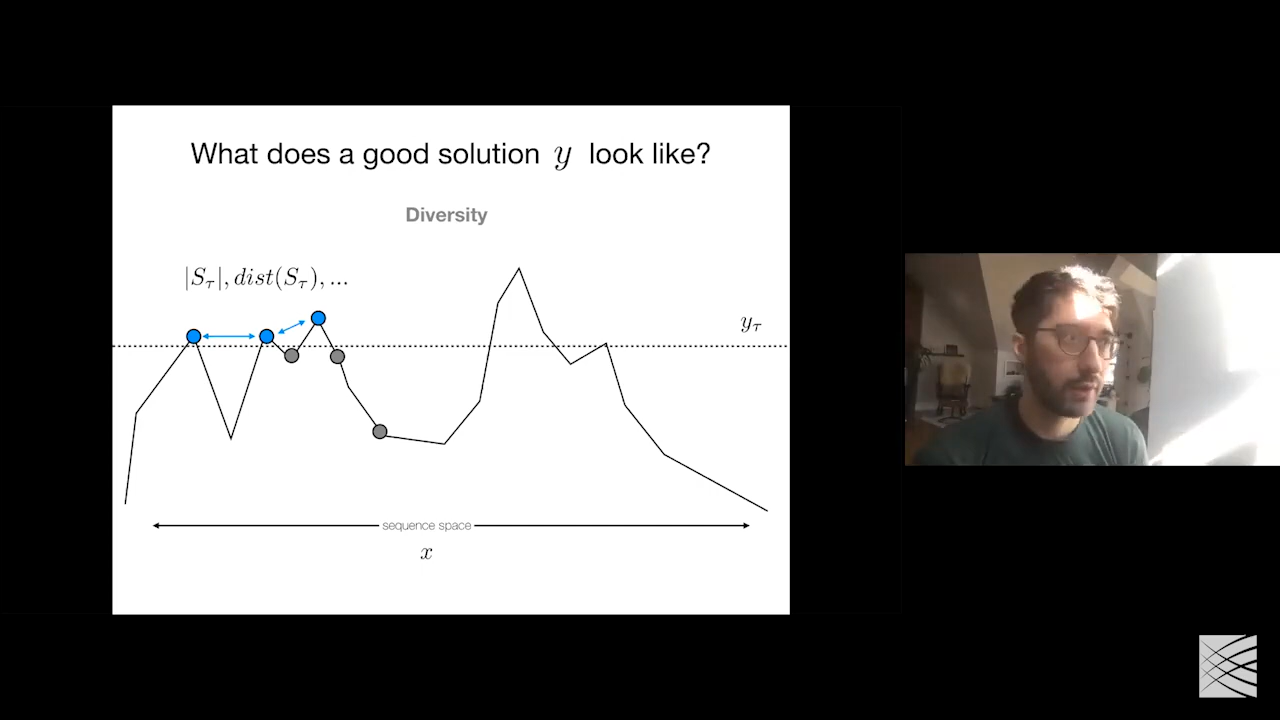 What does a good solution y look like?
Diversity
|S_τ|, dist(S_τ), ...
y_τ
sequence space
x